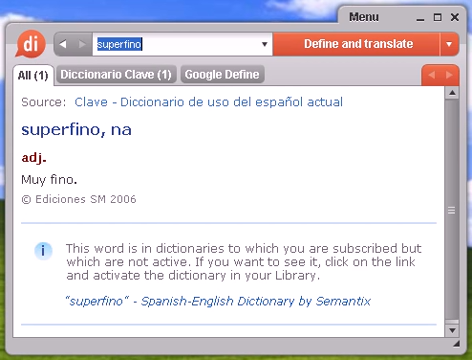 Menu
di
superfino
Define and translate
All (1)
Diccionario Clave (1)
Google Define
Source: Clave - Diccionario de uso del español actual
superfino, na
adj.
Muy fino.
© Ediciones SM 2006
i
This word is in dictionaries to which you are subscribed but
which are not active. If you want to see it, click on the link
and activate the dictionary in your Library.
"superfino" - Spanish-English Dictionary by Semantix